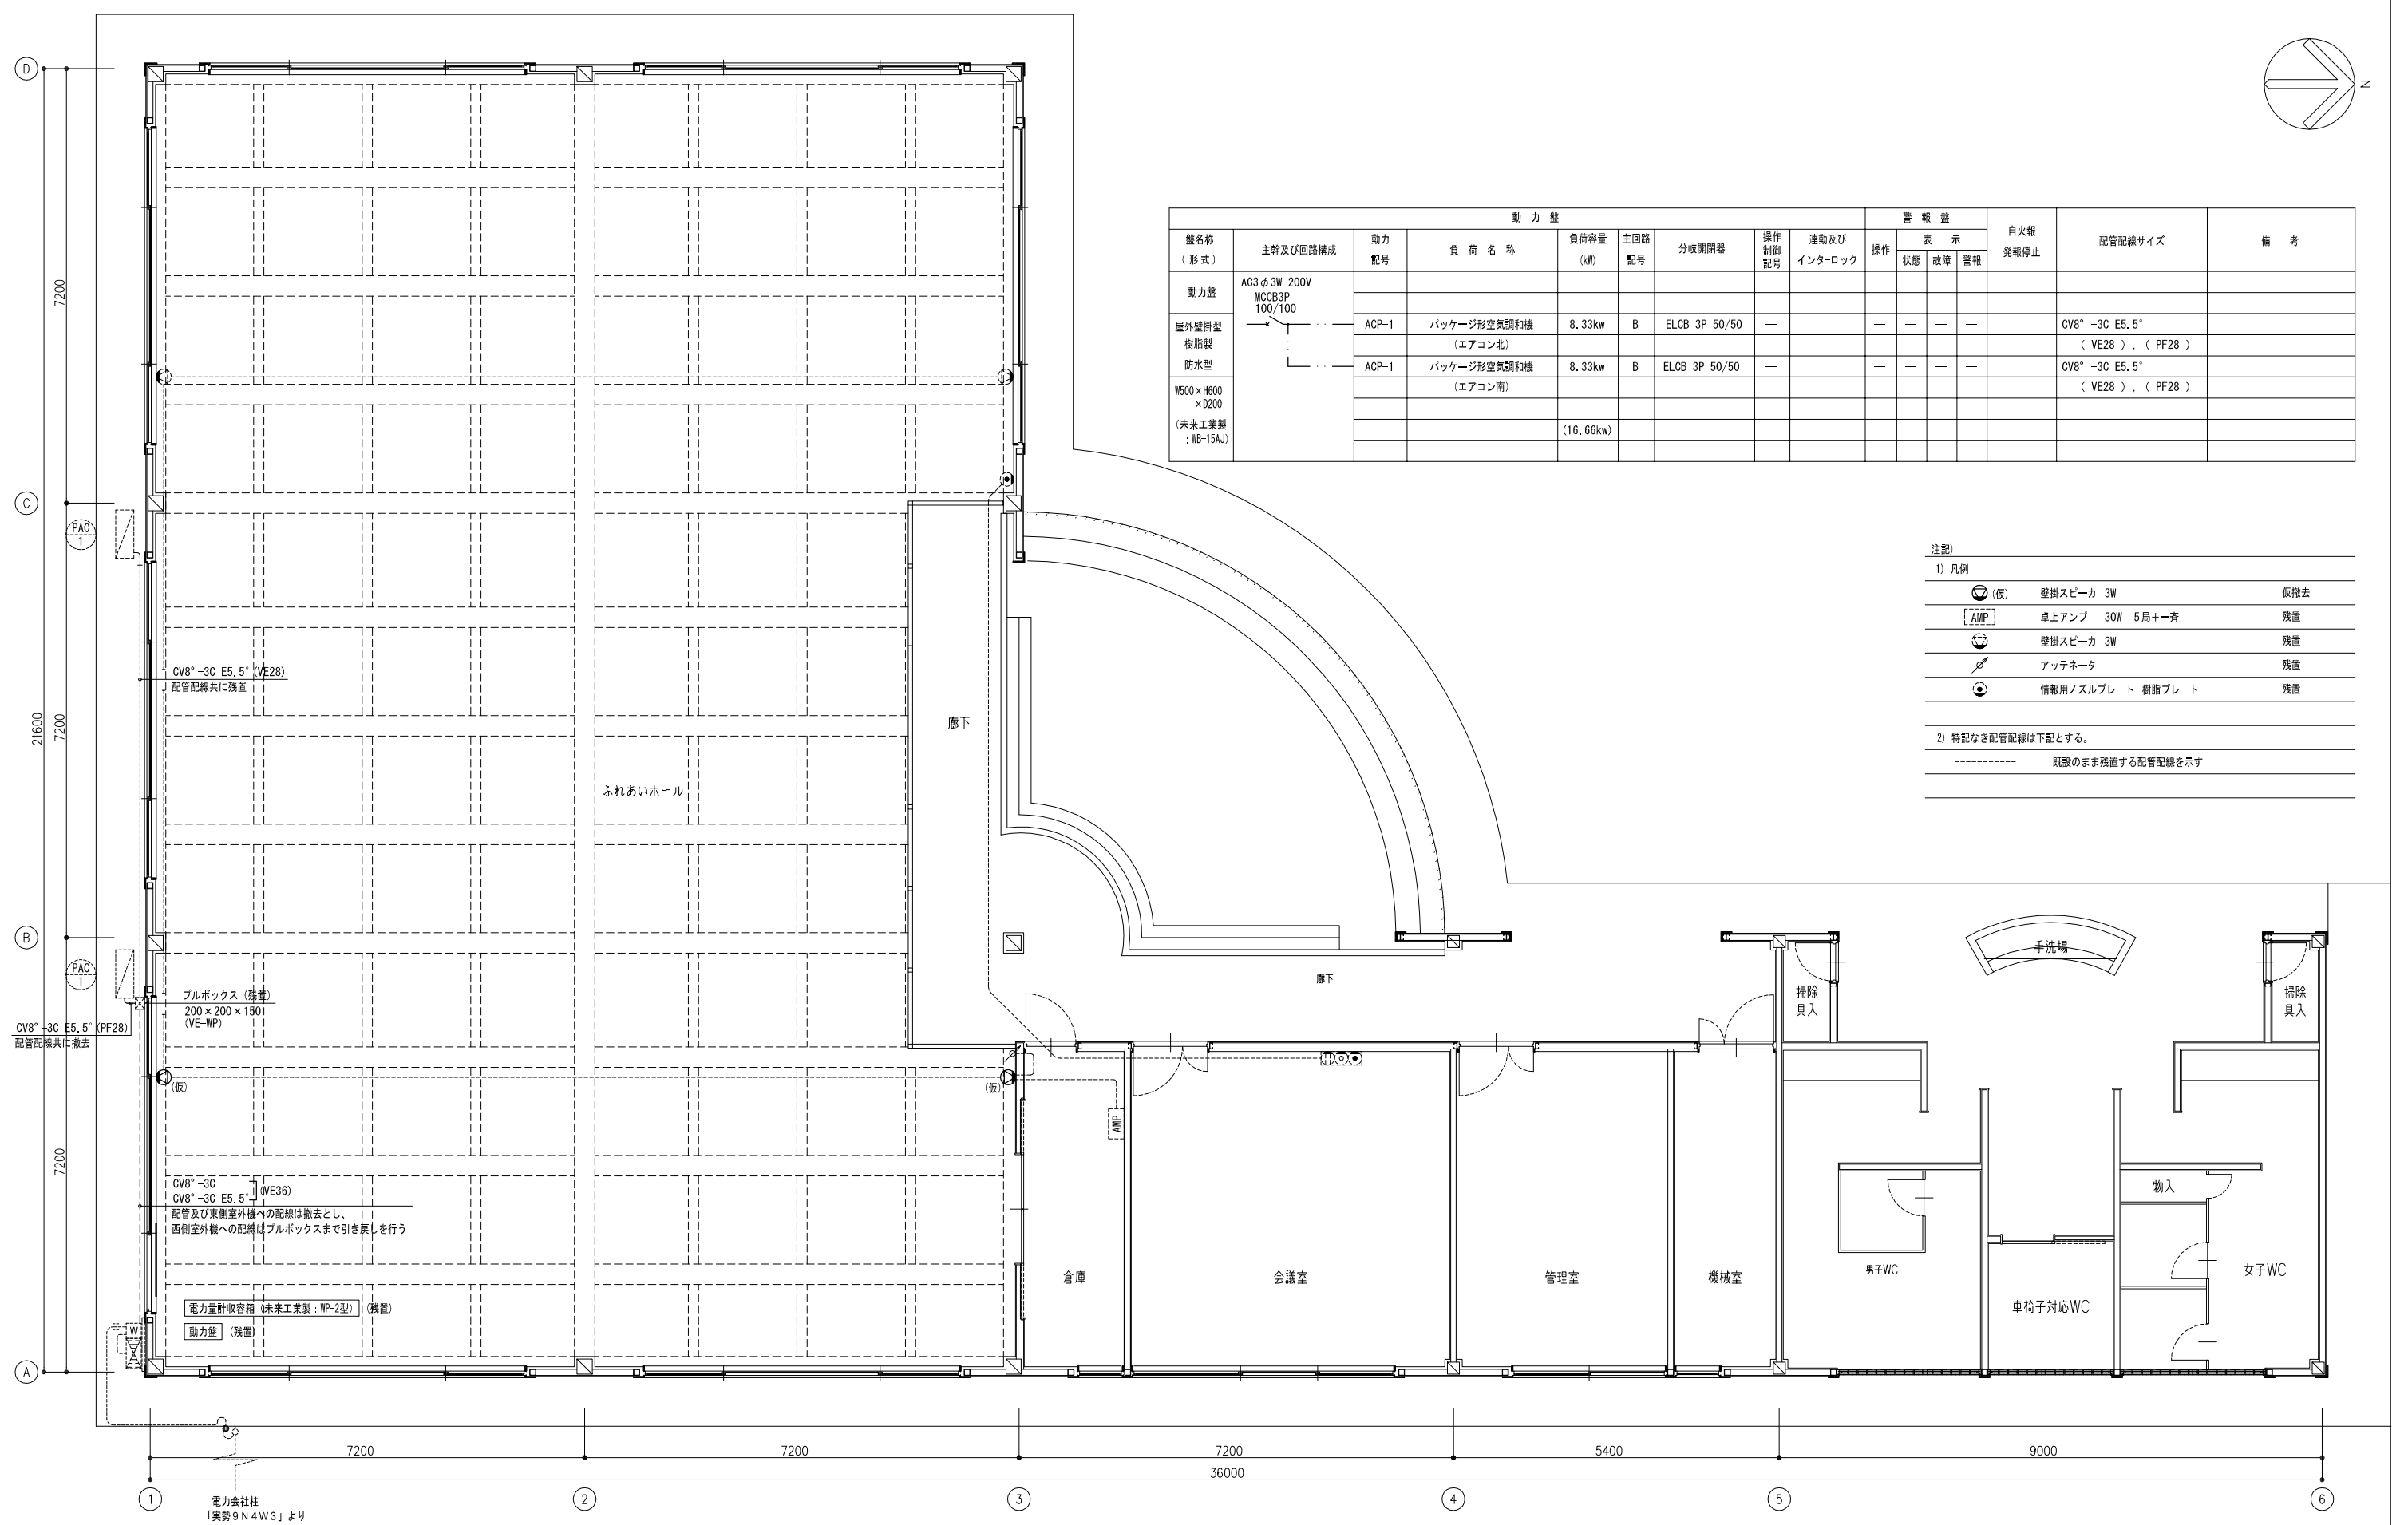 D
N
動力盤
警報盤
自火報
発報停止
配管配線サイズ
備考
盤名称
(形式)
主幹及び回路構成
動力
記号
負荷名称
負荷容量
(kW)
主回路
記号
分岐開閉器
操作
制御
記号
連動及び
インターロック
操作
表示
状態
故障
警報
動力盤
AC3φ3W 200V
MCCB3P
100/100
屋外壁掛型
樹脂製
防水型
ACP-1 パッケージ形空気調和機 8.33kw B ELCB 3P 50/50 — — — — — CV8°-3C E5.5°
(エアコン北) ( VE28 ) . ( PF28 )
ACP-1 パッケージ形空気調和機 8.33kw B ELCB 3P 50/50 — — — — — CV8°-3C E5.5°
(エアコン南) ( VE28 ) . ( PF28 )
W500×H600
×D200
(未来工業製
:WB-15AJ)
(16.66kw)
7200
C
PAC
1
注記)
1) 凡例
(仮) 壁掛スピーカ 3W 仮撤去
AMP 卓上アンプ 30W 5局+一斉 残置
壁掛スピーカ 3W 残置
アッテネータ 残置
情報用ノズルプレート 樹脂プレート 残置
2) 特記なき配管配線は下記とする。
既設のまま残置する配管配線を示す
CV8°-3C E5.5°(VE28)
配管配線共に残置
21600
7200
廊下
ふれあいホール
B
PAC
1
手洗場
廊下
掃除
具入
掃除
具入
プルボックス (残置)
200×200×150
(VE-WP)
CV8°-3C E5.5°(PF28)
配管配線共に撤去
(仮)
(仮)
AMP
7200
CV8°-3C
CV8°-3C E5.5°
(VE36)
配管及び東側室外機への配線は撤去とし、
西側室外機への配線はプルボックスまで引き戻しを行う
物入
倉庫
会議室
管理室
機械室
男子WC
女子WC
車椅子対応WC
電力量計収容箱 (未来工業製:WP-2型) (残置)
動力盤 (残置)
W
A
7200
7200
7200
5400
9000
36000
1
2
3
4
5
6
電力会社柱
「実勢9N4W3」より